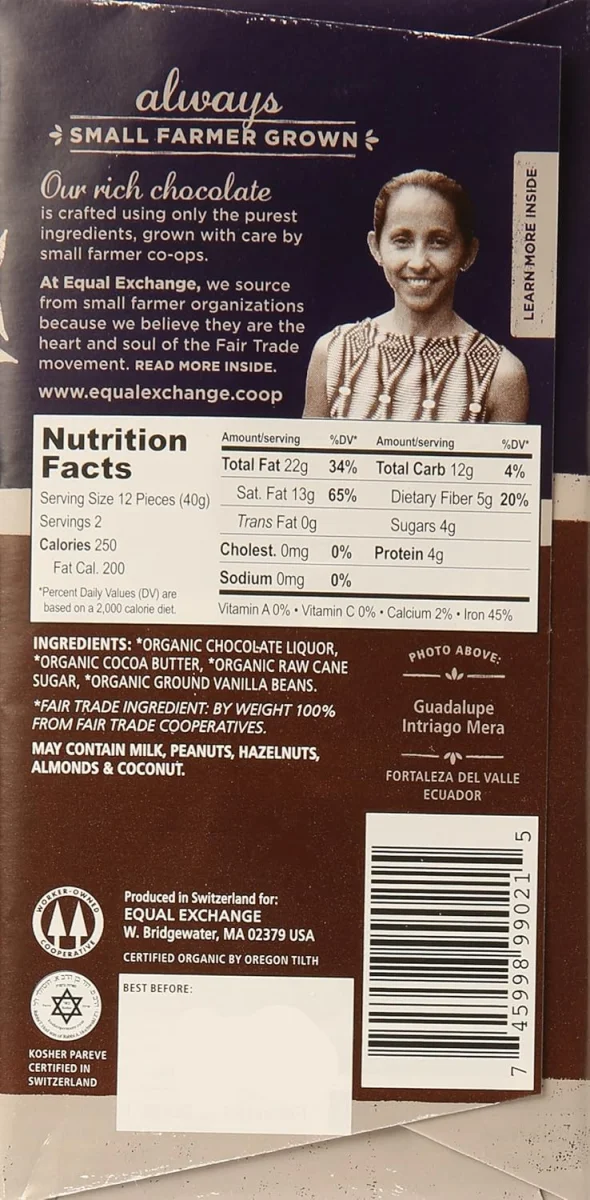 always
SMALL FARMER GROWN
Our rich chocolate
is crafted using only the purest
ingredients, grown with care by
small farmer co-ops.
At Equal Exchange, we source
from small farmer organizations
because we believe they are the
heart and soul of the Fair Trade
movement. READ MORE INSIDE.
www.equalexchange.coop
LEARN MORE INSIDE
Nutrition
Facts
Serving Size 12 Pieces (40g)
Servings 2
Calories 250
Fat Cal. 200
*Percent Daily Values (DV) are
based on a 2,000 calorie diet.
Amount/serving %DV* Amount/serving %DV*
Total Fat 22g 34% Total Carb 12g 4%
Sat. Fat 13g 65% Dietary Fiber 5g 20%
Trans Fat 0g Sugars 4g
Cholest. 0mg 0% Protein 4g
Sodium 0mg 0%
Vitamin A 0% • Vitamin C 0% • Calcium 2% • Iron 45%
INGREDIENTS: *ORGANIC CHOCOLATE LIQUOR,
*ORGANIC COCOA BUTTER, *ORGANIC RAW CANE
SUGAR, *ORGANIC GROUND VANILLA BEANS.
*FAIR TRADE INGREDIENT: BY WEIGHT 100%
FROM FAIR TRADE COOPERATIVES.
MAY CONTAIN MILK, PEANUTS, HAZELNUTS,
ALMONDS & COCONUT.
PHOTO ABOVE:
Guadalupe
Intriago Mera
FORTALEZA DEL VALLE
ECUADOR
WORKER-OWNED
COOPERATIVE
Produced in Switzerland for:
EQUAL EXCHANGE
W. Bridgewater, MA 02379 USA
CERTIFIED ORGANIC BY OREGON TILTH
BEST BEFORE:
KOSHER PAREVE
CERTIFIED IN
SWITZERLAND
7 45998 99021 5